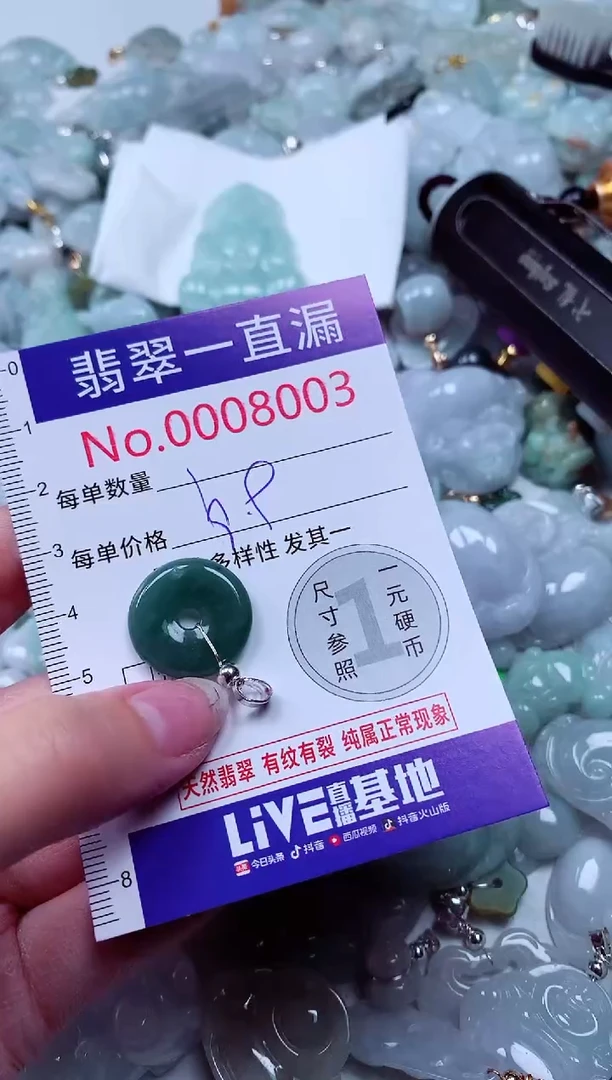 翡翠一直漏
No.0008003
0
1
2
3
4
5
8
每单数量
每单价格
多样性 发其一
尺寸参照
1
一元硬币
天然翡翠 有纹有裂 纯属正常现象
LiVE直播基地
今日头条 抖音 西瓜视频 抖音火山版